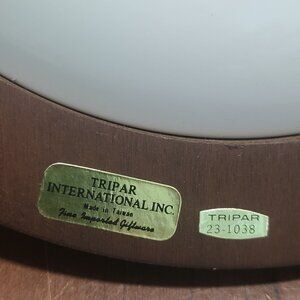 TRIPAR
INTERNATIONAL INC.
Made in Taiwan
Fine Imported Giftware
TRIPAR
23-1038